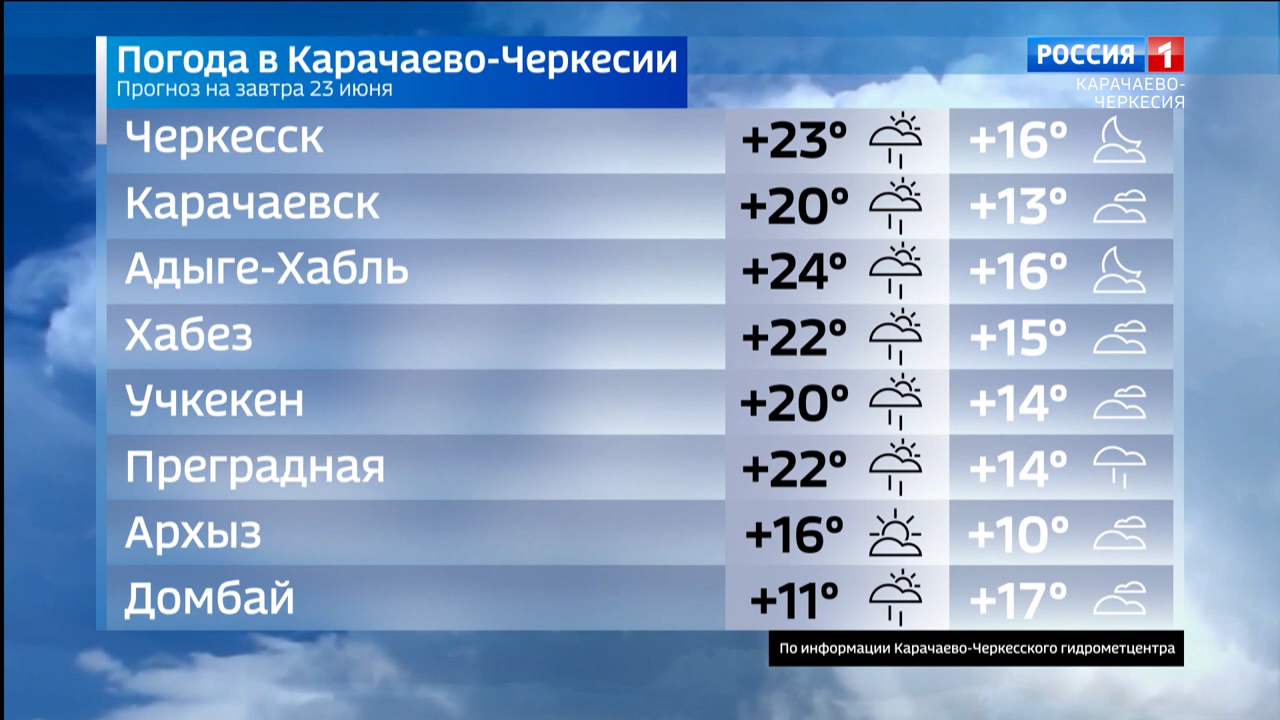 Погода в Карачаево-Черкесии
Прогноз на завтра 23 июня
РОССИЯ 1
КАРАЧАЕВО-
ЧЕРКЕСИЯ
Черкесск +23° +16°
Карачаевск +20° +13°
Адыге-Хабль +24° +16°
Хабез +22° +15°
Учкекен +20° +14°
Преградная +22° +14°
Архыз +16° +10°
Домбай +11° +17°
По информации Карачаево-Черкесского гидрометцентра